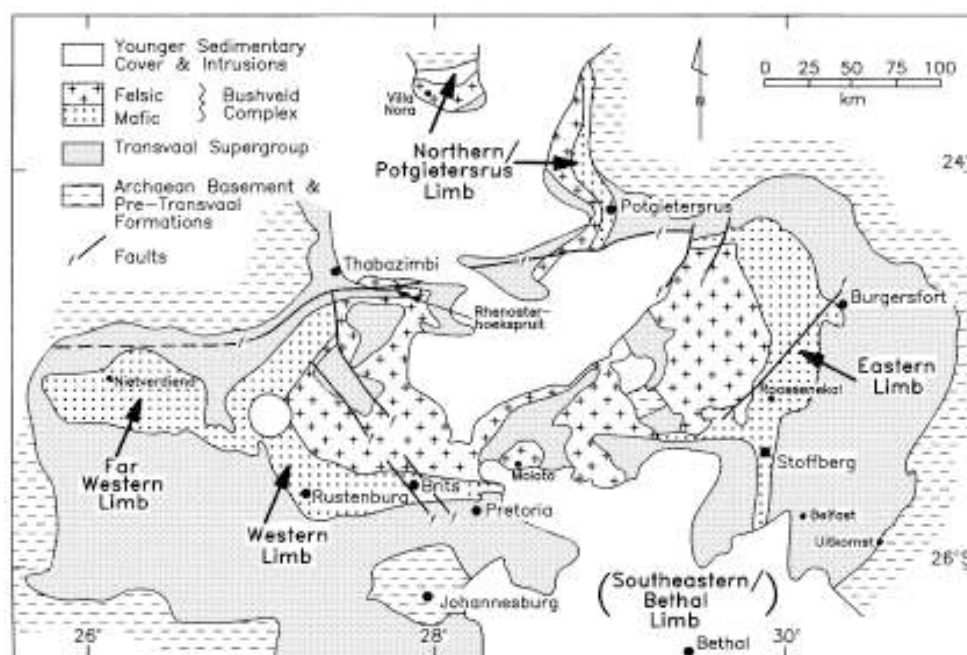 Younger Sedimentary
Cover & Intrusions
Felsic
Mafic
Bushveld
Complex
Transvaal Supergroup
Archaean Basement &
Pre-Transvaal
Formations
Faults
Villa
Nora
N
0 25 50 75 100
km
Northern/
Potgietersrus
Limb
24°
Potgietersrus
Thabazimbi
Rhenoster-
hoekspruit
Burgersfort
Eastern
Limb
Nietverdiend
Far
Western
Limb
Western
Limb
Rustenburg
Brits
Pretoria
Moloto
Stoffberg
Belfast
Uitkomst
26°S
(Southeastern/
Bethal
Limb)
Johannesburg
Bethal
26°
28°
30°